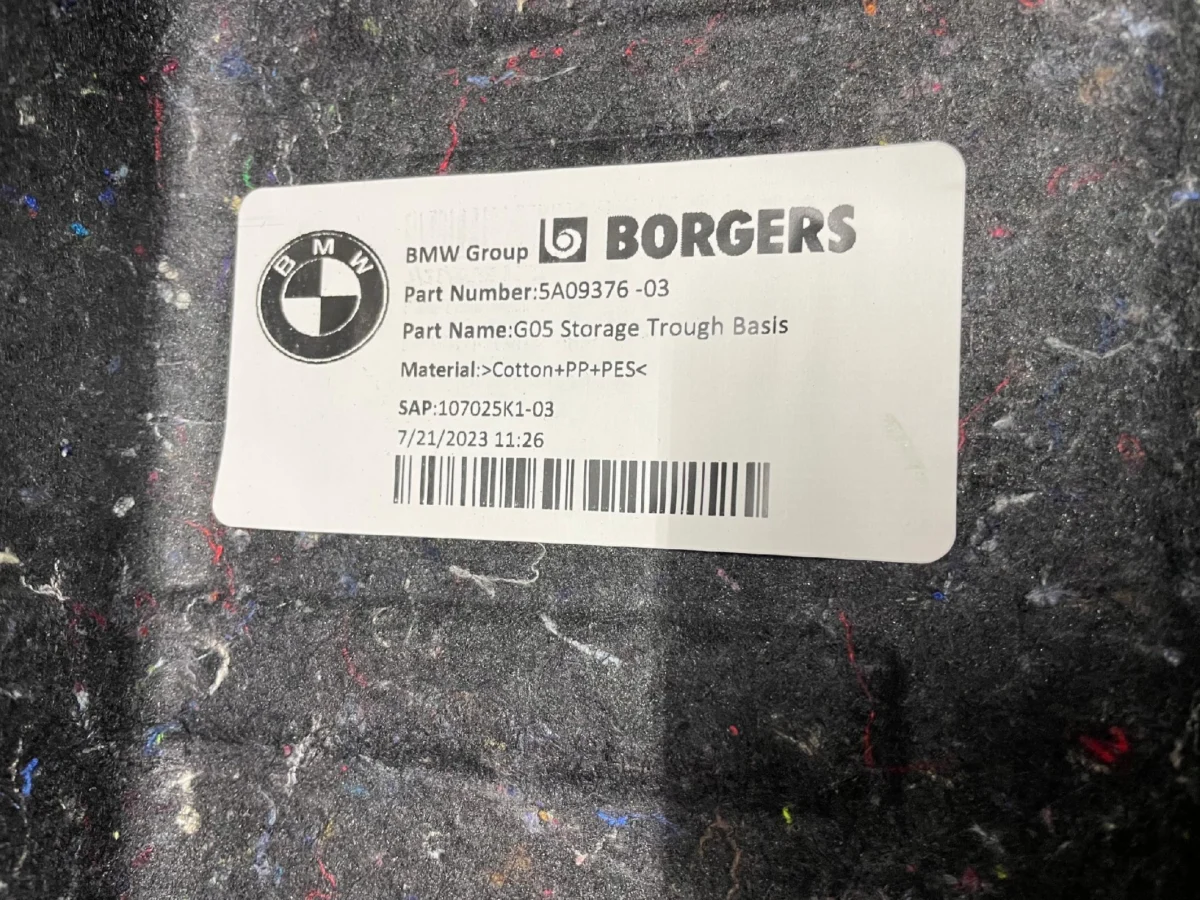 BMW
BMW Group BORGERS
Part Number:5A09376 -03
Part Name:G05 Storage Trough Basis
Material:>Cotton+PP+PES<
SAP:107025K1-03
7/21/2023 11:26